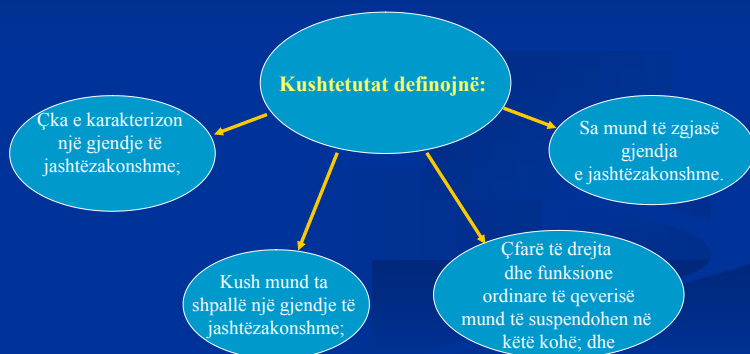 Kushtetutat definojnë:
Çka e karakterizon
një gjendje të
jashtëzakonshme;
Kush mund ta
shpallë një gjendje të
jashtëzakonshme;
Çfarë të drejta
dhe funksione
ordinare të qeverisë
mund të suspendohen në
këtë kohë; dhe
Sa mund të zgjasë
gjendja
e jashtëzakonshme.